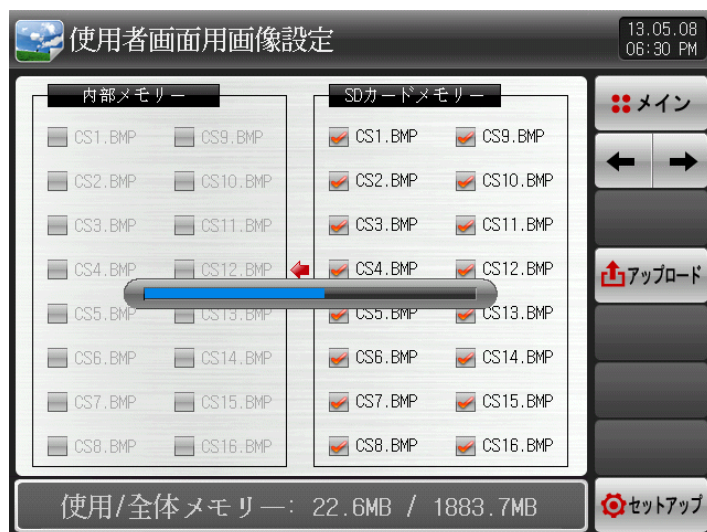 使用者画面用画像設定
13.05.08
06:30 PM
内部メモリー
CS1.BMP CS9.BMP
CS2.BMP CS10.BMP
CS3.BMP CS11.BMP
CS4.BMP CS12.BMP
CS5.BMP CS13.BMP
CS6.BMP CS14.BMP
CS7.BMP CS15.BMP
CS8.BMP CS16.BMP
SDカードメモリー
CS1.BMP CS9.BMP
CS2.BMP CS10.BMP
CS3.BMP CS11.BMP
CS4.BMP CS12.BMP
CS5.BMP CS13.BMP
CS6.BMP CS14.BMP
CS7.BMP CS15.BMP
CS8.BMP CS16.BMP
メイン
アップロード
セットアップ
使用/全体メモリー: 22.6MB / 1883.7MB